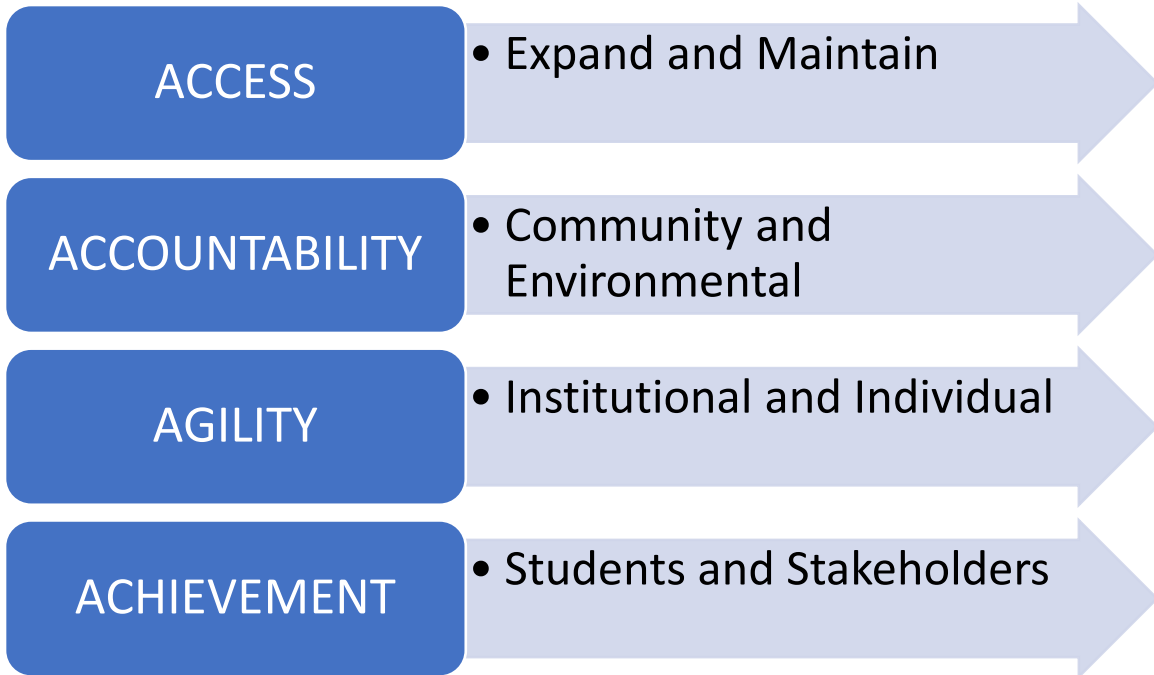 ACCESS
• Expand and Maintain
ACCOUNTABILITY
• Community and
Environmental
AGILITY
• Institutional and Individual
ACHIEVEMENT
• Students and Stakeholders